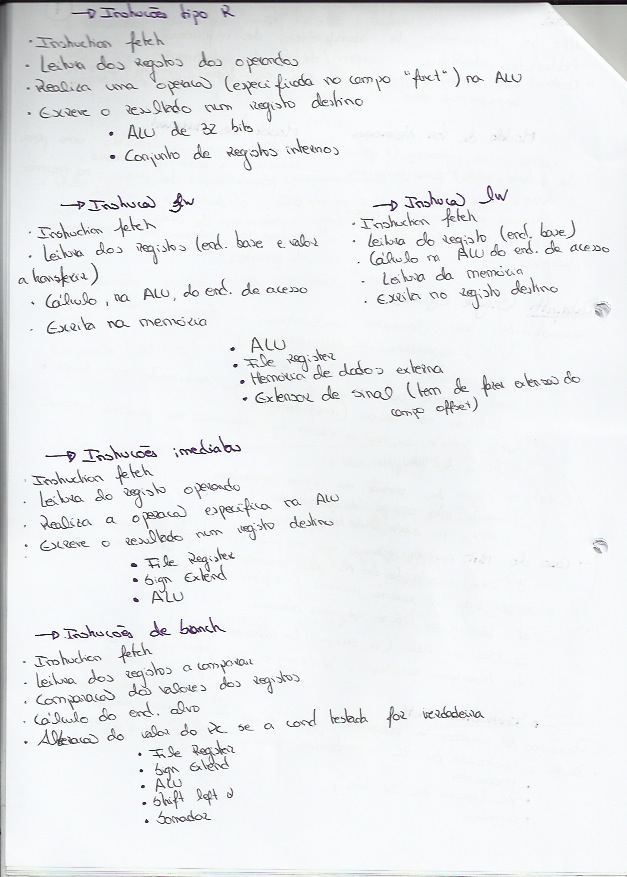 → Instruções tipo R
· Instruction fetch
· Leitura dos registos dos operandos
· Realiza uma operação (especificada no campo "funct") na ALU
· Escreve o resultado num registo destino
• ALU de 32 bits
• Conjunto de registos internos
→ Instrução sw
· Instruction fetch
· Leitura dos registos (end. base e valor
a transferir)
· Cálculo, na ALU, do end. de acesso
· Escrita na memória
→ Instrução lw
· Instruction fetch
· Leitura do registo (end. base)
· Cálculo na ALU do end. de acesso
· Leitura da memória
· Escrita no registo destino
• ALU
• File Register
• Memória de dados externa
• Extensor de sinal (tem de fazer extensão do
campo offset)
→ Instruções imediatas
· Instruction fetch
· Leitura do registo operando
· Realiza a operação especifica na ALU
· Escreve o resultado num registo destino
• File Register
• Sign Extend
• ALU
→ Instruções de branch
· Instruction fetch
· Leitura dos registos a comparar
· Comparação dos valores dos registos
· Cálculo do end. alvo
· Alteração do valor do PC se a cond testada for verdadeira
• File Register
• Sign Extend
• ALU
• Shift left 2
• Somador